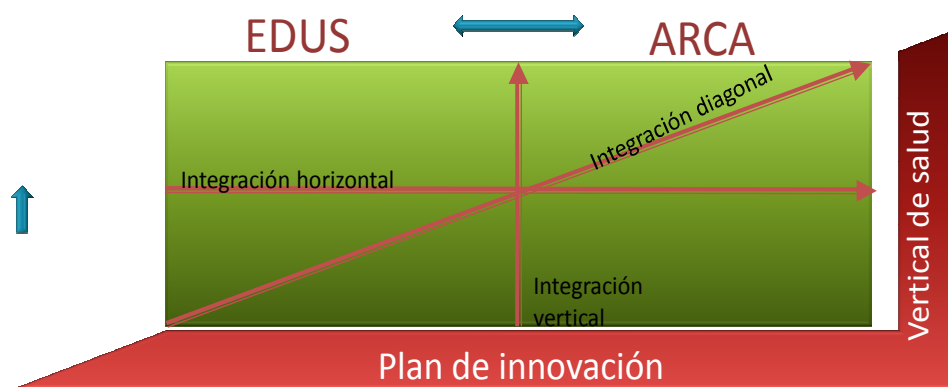 EDUS
ARCA
Integración diagonal
Integración horizontal
Integración
vertical
Vertical de salud
Plan de innovación